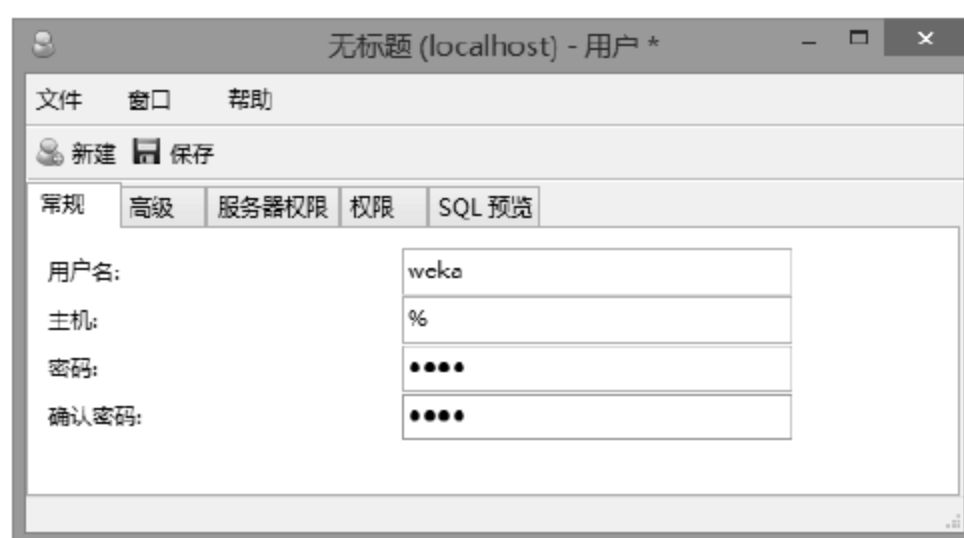 无标题 (localhost) - 用户 *
文件 窗口 帮助
新建 保存
常规 高级 服务器权限 权限 SQL 预览
用户名: weka
主机: %
密码: ●●●●
确认密码: ●●●●